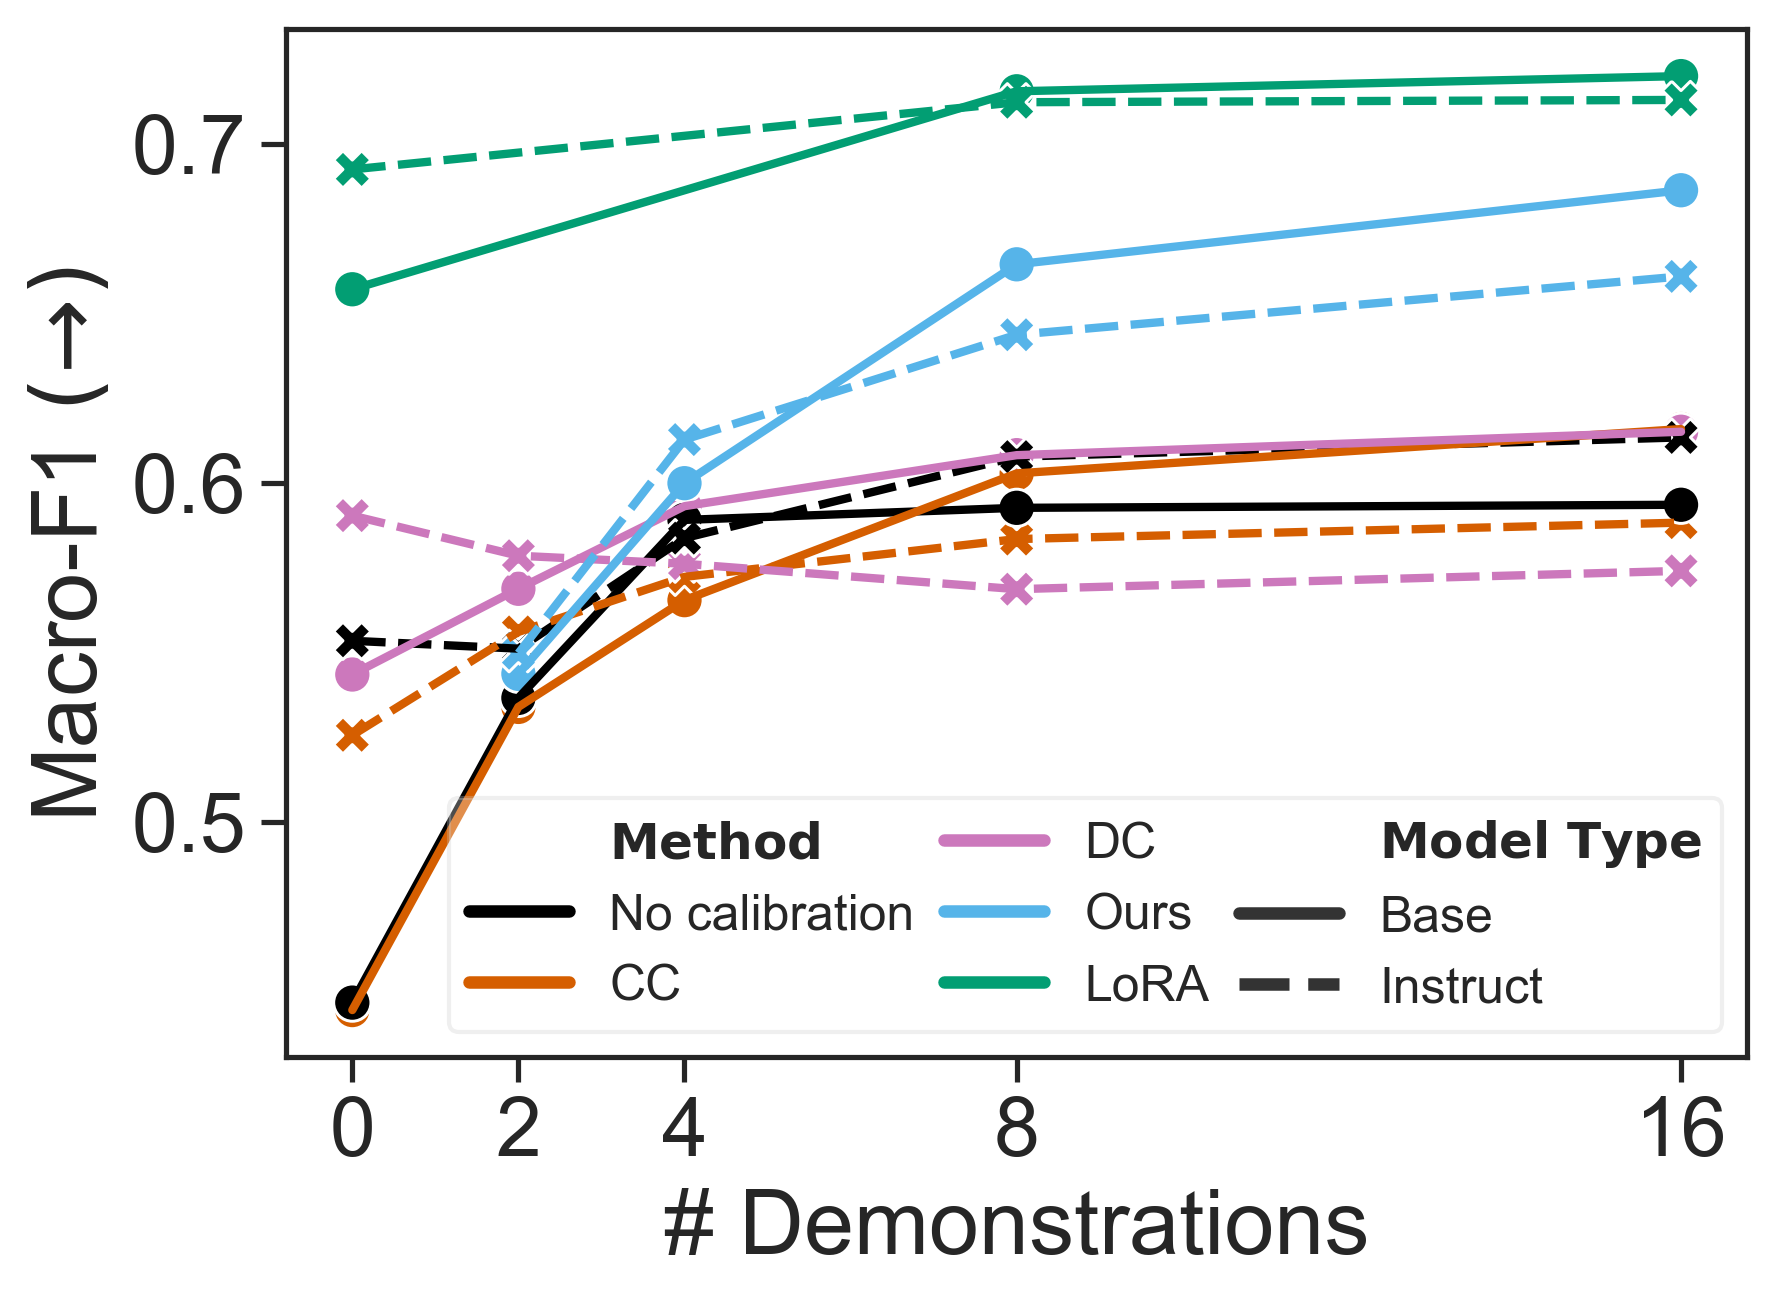 Macro-F1 (→)
0.7
0.6
0.5
Method
No calibration
CC
DC
Ours
LoRA
Model Type
Base
Instruct
0 2 4 8 16
# Demonstrations